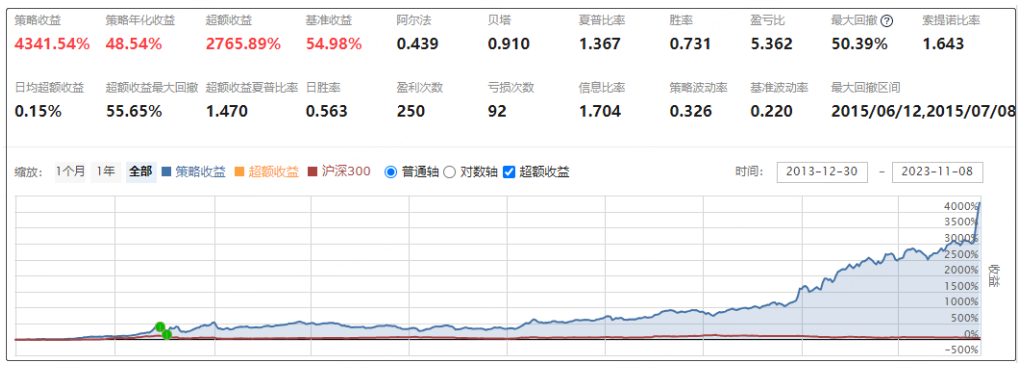 策略收益 策略年化收益 超额收益 基准收益 阿尔法 贝塔 夏普比率 胜率 盈亏比 最大回撤 ? 索提诺比率
4341.54% 48.54% 2765.89% 54.98% 0.439 0.910 1.367 0.731 5.362 50.39% 1.643
日均超额收益 超额收益最大回撤 超额收益夏普比率 日胜率 盈利次数 亏损次数 信息比率 策略波动率 基准波动率 最大回撤区间
0.15% 55.65% 1.470 0.563 250 92 1.704 0.326 0.220 2015/06/12,2015/07/08
缩放: 1个月 1年 全部 策略收益 超额收益 沪深300 普通轴 对数轴 超额收益 时间: 2013-12-30 - 2023-11-08
4000%
3500%
3000%
2500%
2000%
1500%
1000%
500%
0%
-500%
收益